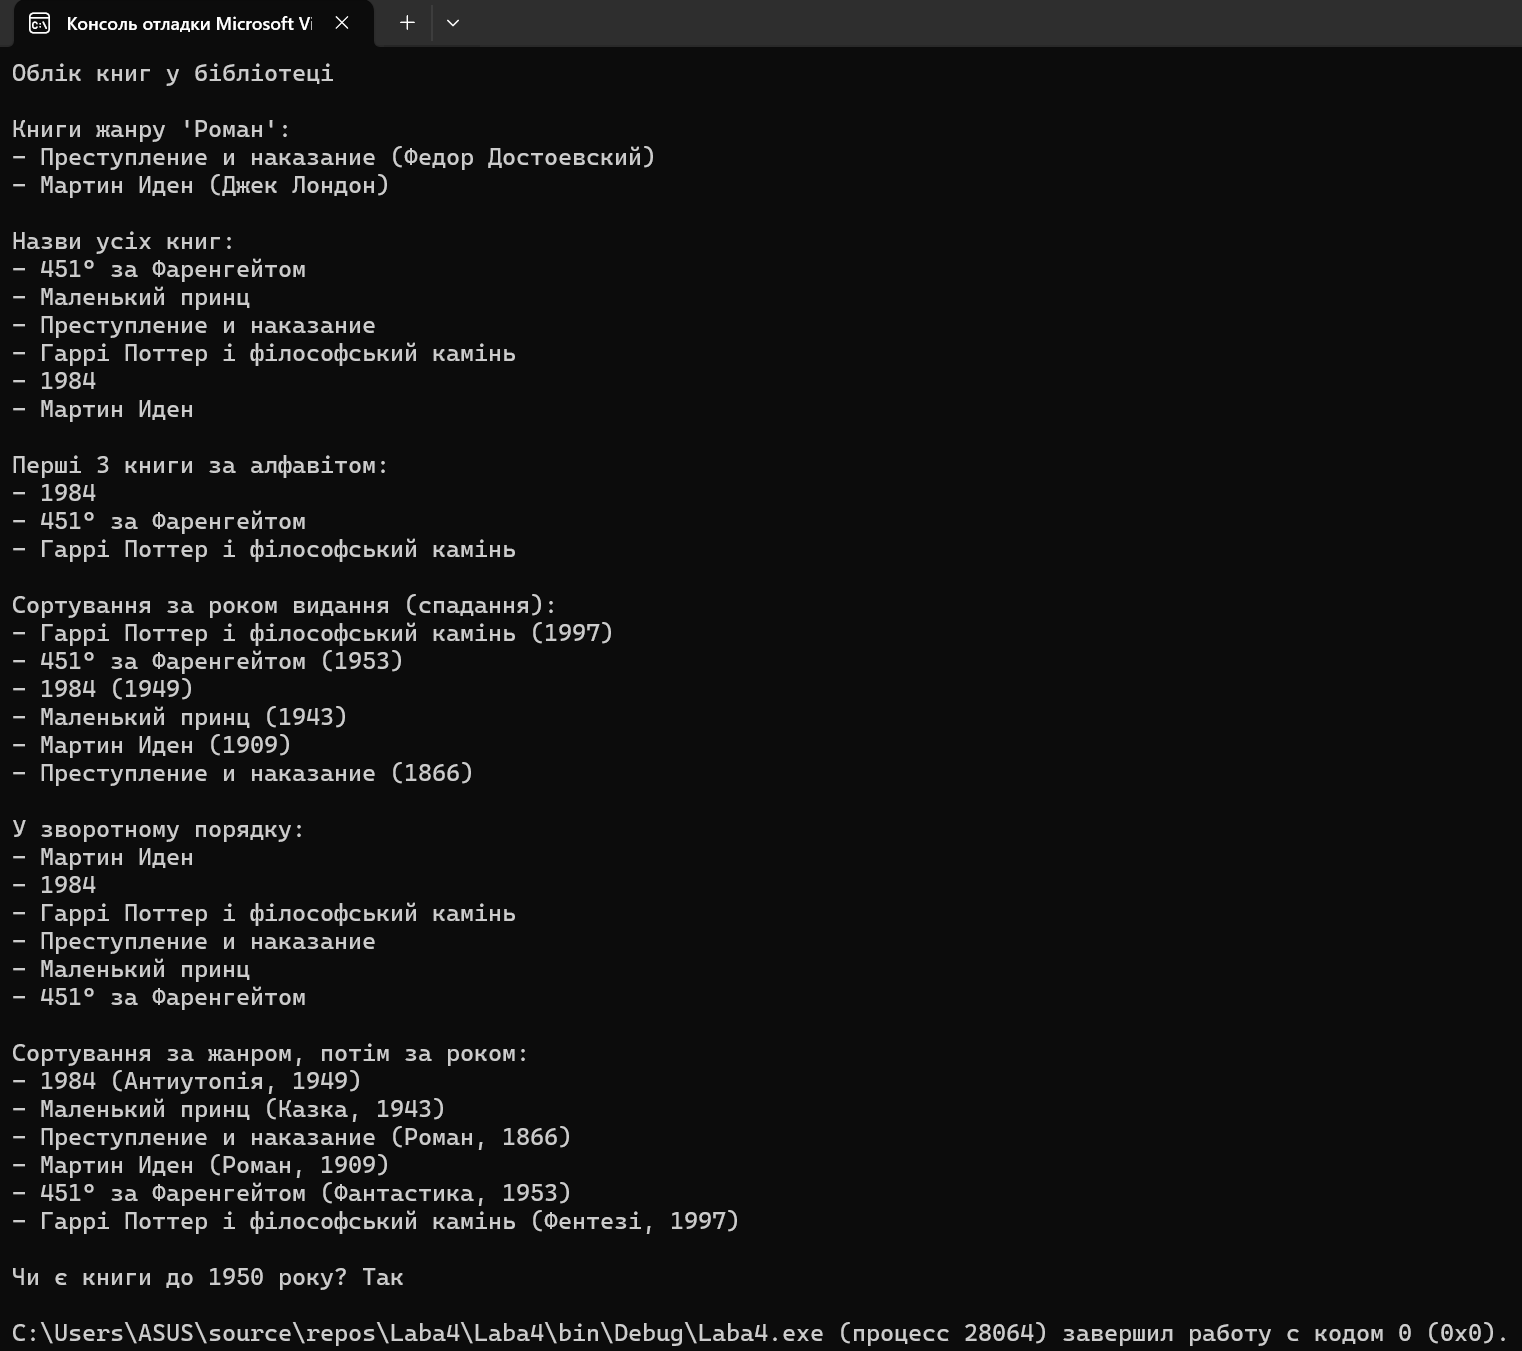 Консоль отладки Microsoft Vi
Облік книг у бібліотеці
Книги жанру 'Роман':
- Преступление и наказание (Федор Достоевский)
- Мартин Иден (Джек Лондон)
Назви усіх книг:
- 451° за Фаренгейтом
- Маленький принц
- Преступление и наказание
- Гаррі Поттер і філософський камінь
- 1984
- Мартин Иден
Перші 3 книги за алфавітом:
- 1984
- 451° за Фаренгейтом
- Гаррі Поттер і філософський камінь
Сортування за роком видання (спадання):
- Гаррі Поттер і філософський камінь (1997)
- 451° за Фаренгейтом (1953)
- 1984 (1949)
- Маленький принц (1943)
- Мартин Иден (1909)
- Преступление и наказание (1866)
У зворотному порядку:
- Мартин Иден
- 1984
- Гаррі Поттер і філософський камінь
- Преступление и наказание
- Маленький принц
- 451° за Фаренгейтом
Сортування за жанром, потім за роком:
- 1984 (Антиутопія, 1949)
- Маленький принц (Казка, 1943)
- Преступление и наказание (Роман, 1866)
- Мартин Иден (Роман, 1909)
- 451° за Фаренгейтом (Фантастика, 1953)
- Гаррі Поттер і філософський камінь (Фентезі, 1997)
Чи є книги до 1950 року? Так
C:\Users\ASUS\source\repos\Laba4\Laba4\bin\Debug\Laba4.exe (процесс 28064) завершил работу с кодом 0 (0x0).